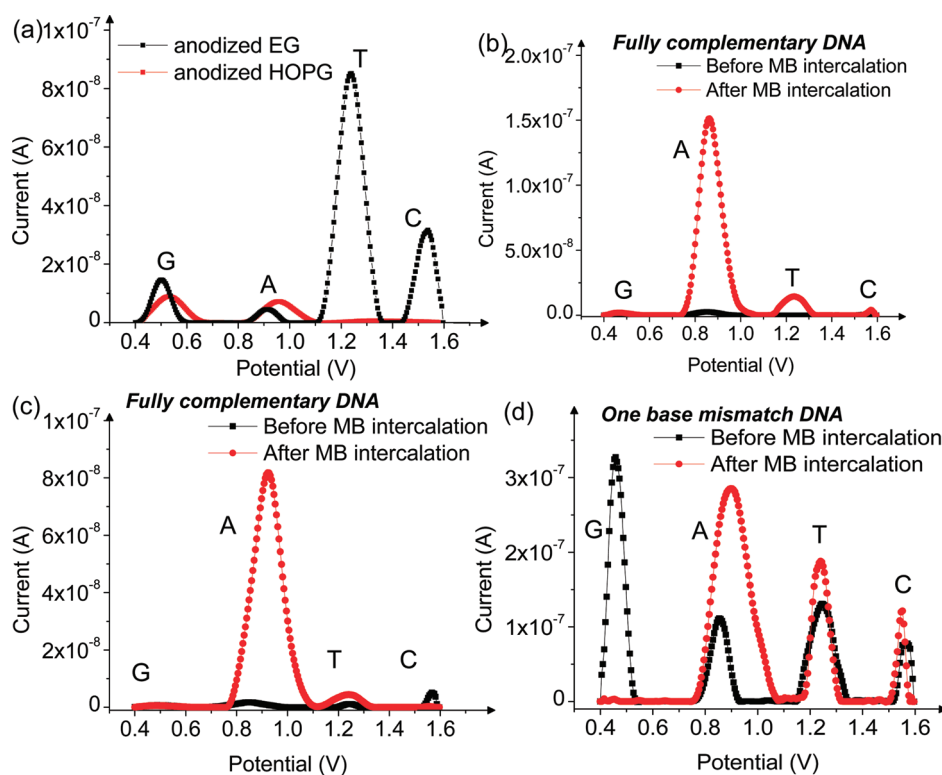 (a)
1x10⁻⁷
8x10⁻⁸
6x10⁻⁸
4x10⁻⁸
2x10⁻⁸
0
Current (A)
anodized EG
anodized HOPG
G
A
T
C
0.4 0.6 0.8 1.0 1.2 1.4 1.6
Potential (V)
(b)
Fully complementary DNA
Before MB intercalation
After MB intercalation
2.0x10⁻⁷
1.5x10⁻⁷
1.0x10⁻⁷
5.0x10⁻⁸
0.0
Current (A)
G
A
T
C
0.4 0.6 0.8 1.0 1.2 1.4 1.6
Potential (V)
(c)
Fully complementary DNA
Before MB intercalation
After MB intercalation
1x10⁻⁷
8x10⁻⁸
6x10⁻⁸
4x10⁻⁸
2x10⁻⁸
0
Current (A)
G
A
T
C
0.4 0.6 0.8 1.0 1.2 1.4 1.6
Potential (V)
(d)
One base mismatch DNA
Before MB intercalation
After MB intercalation
3x10⁻⁷
2x10⁻⁷
1x10⁻⁷
0
Current (A)
G
A
T
C
0.4 0.6 0.8 1.0 1.2 1.4 1.6
Potential (V)